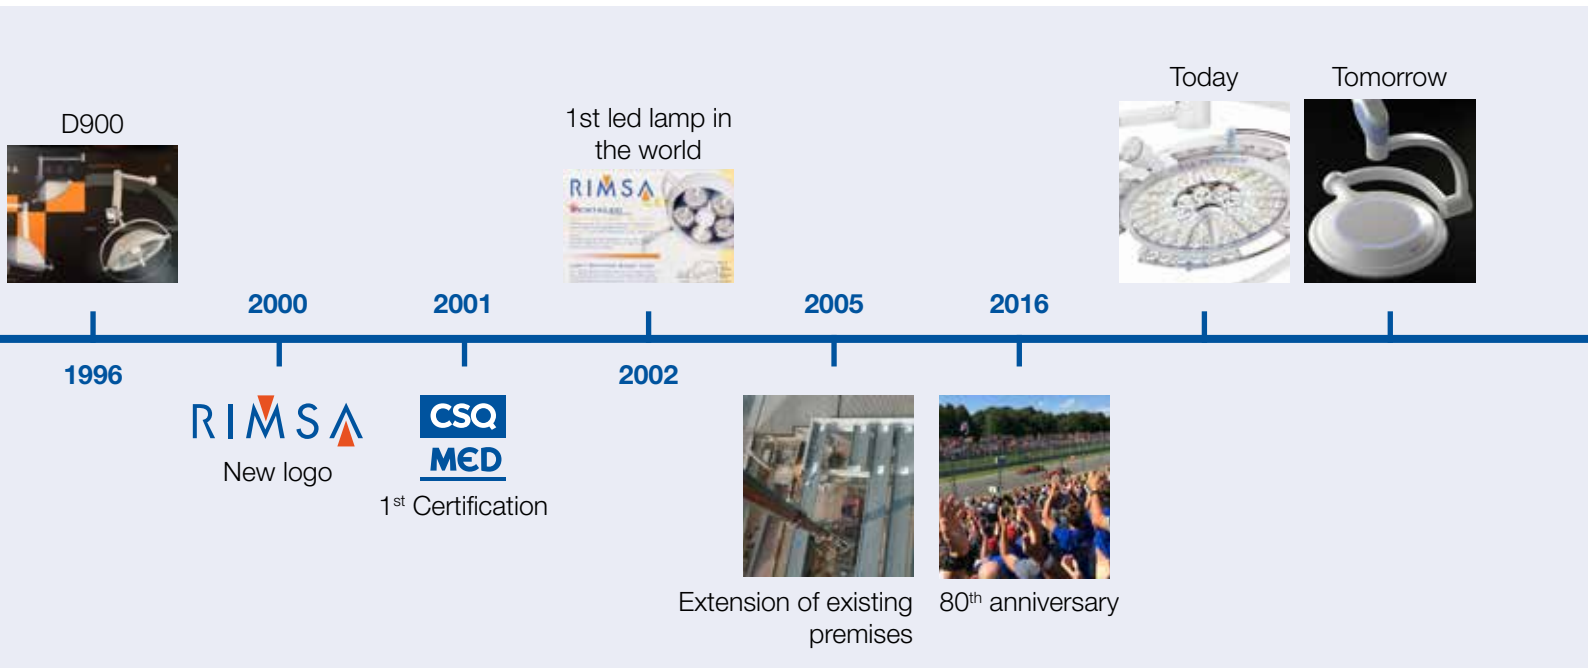 Today
Tomorrow
D900
1st led lamp in
the world
RIMSA
2000
2001
2005
2016
1996
2002
RIMSA
New logo
CSQ
MED
1st Certification
Extension of existing
premises
80th anniversary